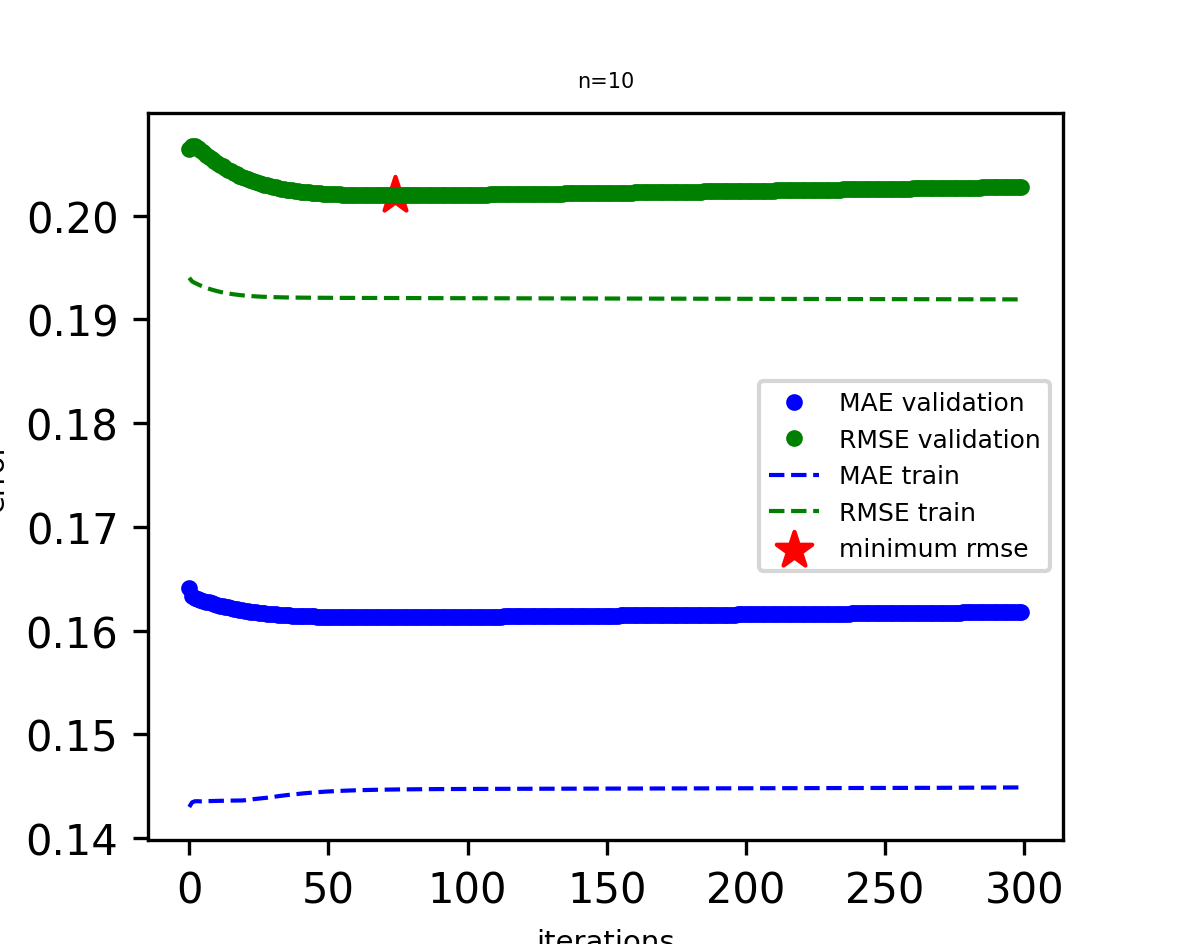 n=10
0.20
0.19
0.18
0.17
0.16
0.15
0.14
MAE validation
RMSE validation
MAE train
RMSE train
minimum rmse
0 50 100 150 200 250 300
iterations